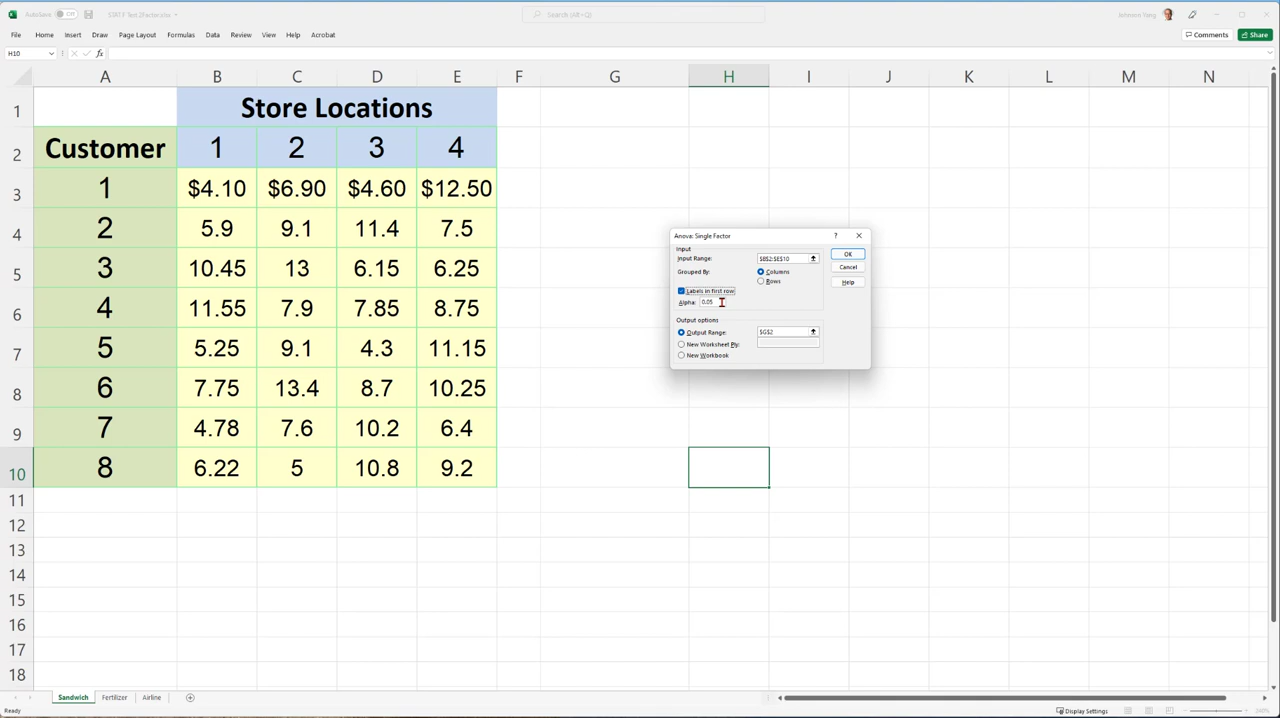 AutoSave Off STAT F Test 2Factor.xlsx Search (Alt+Q) Johnson Yang
File Home Insert Draw Page Layout Formulas Data Review View Help Acrobat Comments Share
H10 fx
A B C D E F G H I J K L M N
1 Store Locations
2 Customer 1 2 3 4
3 1 $4.10 $6.90 $4.60 $12.50
4 2 5.9 9.1 11.4 7.5
5 3 10.45 13 6.15 6.25
6 4 11.55 7.9 7.85 8.75
7 5 5.25 9.1 4.3 11.15
8 6 7.75 13.4 8.7 10.25
9 7 4.78 7.6 10.2 6.4
10 8 6.22 5 10.8 9.2
11
12
13
14
15
16
17
18
Anova: Single Factor ?
Input
Input Range: $B$2:$E$10 OK
Grouped By: Columns Cancel
Rows Help
Labels in first row
Alpha: 0.05
Output options
Output Range: $G$2
New Worksheet Ply:
New Workbook
Sandwich Fertilizer Airline
Ready Display Settings